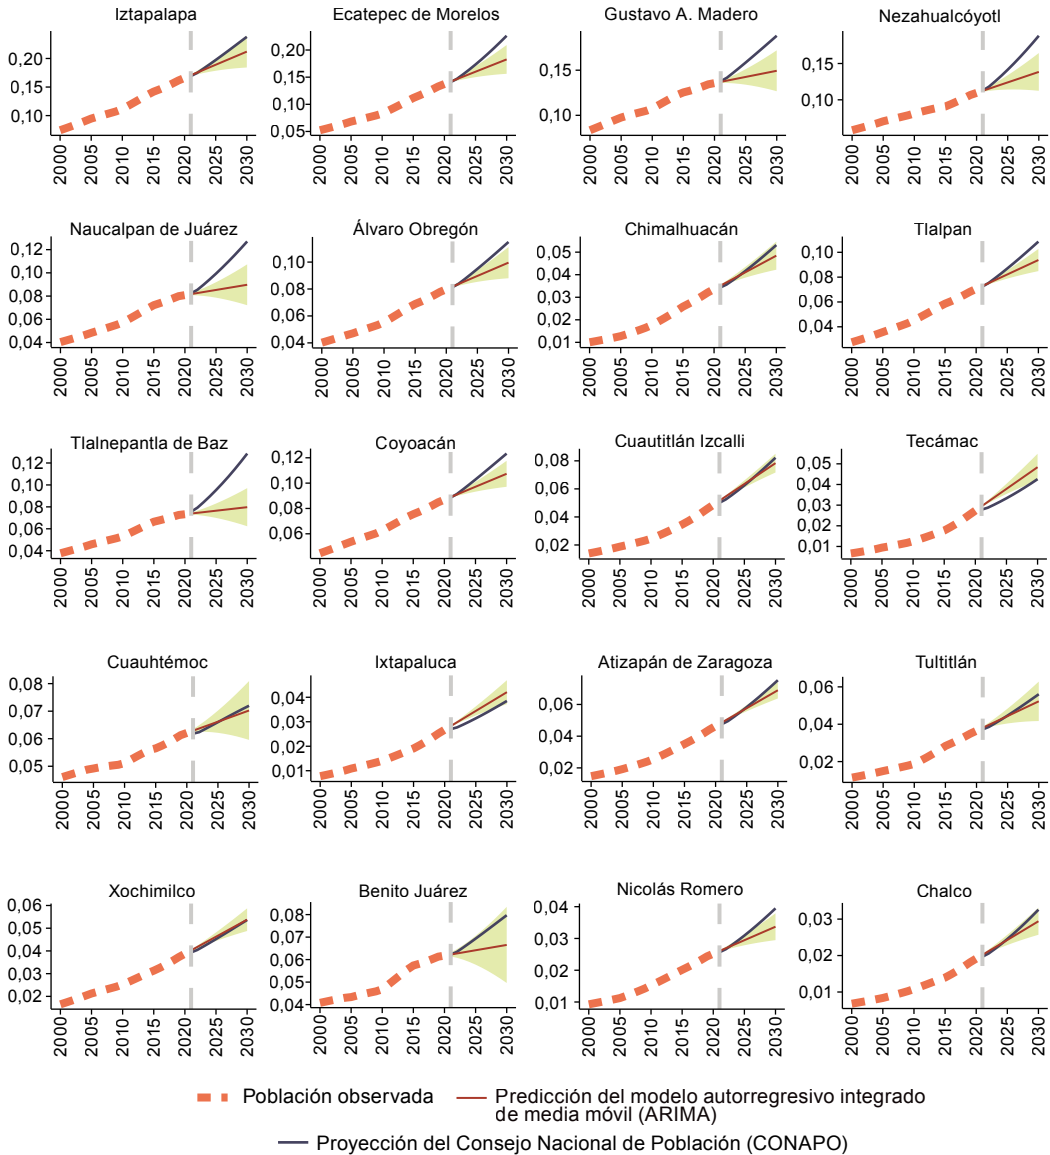 Iztapalapa
0,20
0,15
0,10
2000 2005 2010 2015 2020 2025 2030
Ecatepec de Morelos
0,20
0,15
0,10
0,05
2000 2005 2010 2015 2020 2025 2030
Gustavo A. Madero
0,15
0,10
2000 2005 2010 2015 2020 2025 2030
Nezahualcóyotl
0,15
0,10
2000 2005 2010 2015 2020 2025 2030
Naucalpan de Juárez
0,12
0,10
0,08
0,06
0,04
2000 2005 2010 2015 2020 2025 2030
Álvaro Obregón
0,10
0,08
0,06
0,04
2000 2005 2010 2015 2020 2025 2030
Chimalhuacán
0,05
0,04
0,03
0,02
0,01
2000 2005 2010 2015 2020 2025 2030
Tlalpan
0,10
0,08
0,06
0,04
2000 2005 2010 2015 2020 2025 2030
Tlalnepantla de Baz
0,12
0,10
0,08
0,06
0,04
2000 2005 2010 2015 2020 2025 2030
Coyoacán
0,12
0,10
0,08
0,06
2000 2005 2010 2015 2020 2025 2030
Cuautitlán Izcalli
0,08
0,06
0,04
0,02
2000 2005 2010 2015 2020 2025 2030
Tecámac
0,05
0,04
0,03
0,02
0,01
2000 2005 2010 2015 2020 2025 2030
Cuauhtémoc
0,08
0,07
0,06
0,05
2000 2005 2010 2015 2020 2025 2030
Ixtapaluca
0,04
0,03
0,02
0,01
2000 2005 2010 2015 2020 2025 2030
Atizapán de Zaragoza
0,06
0,04
0,02
2000 2005 2010 2015 2020 2025 2030
Tultitlán
0,06
0,04
0,02
2000 2005 2010 2015 2020 2025 2030
Xochimilco
0,06
0,05
0,04
0,03
0,02
2000 2005 2010 2015 2020 2025 2030
Benito Juárez
0,08
0,07
0,06
0,05
0,04
2000 2005 2010 2015 2020 2025 2030
Nicolás Romero
0,04
0,03
0,02
0,01
2000 2005 2010 2015 2020 2025 2030
Chalco
0,03
0,02
0,01
2000 2005 2010 2015 2020 2025 2030
Población observada
Predicción del modelo autorregresivo integrado
de media móvil (ARIMA)
Proyección del Consejo Nacional de Población (CONAPO)